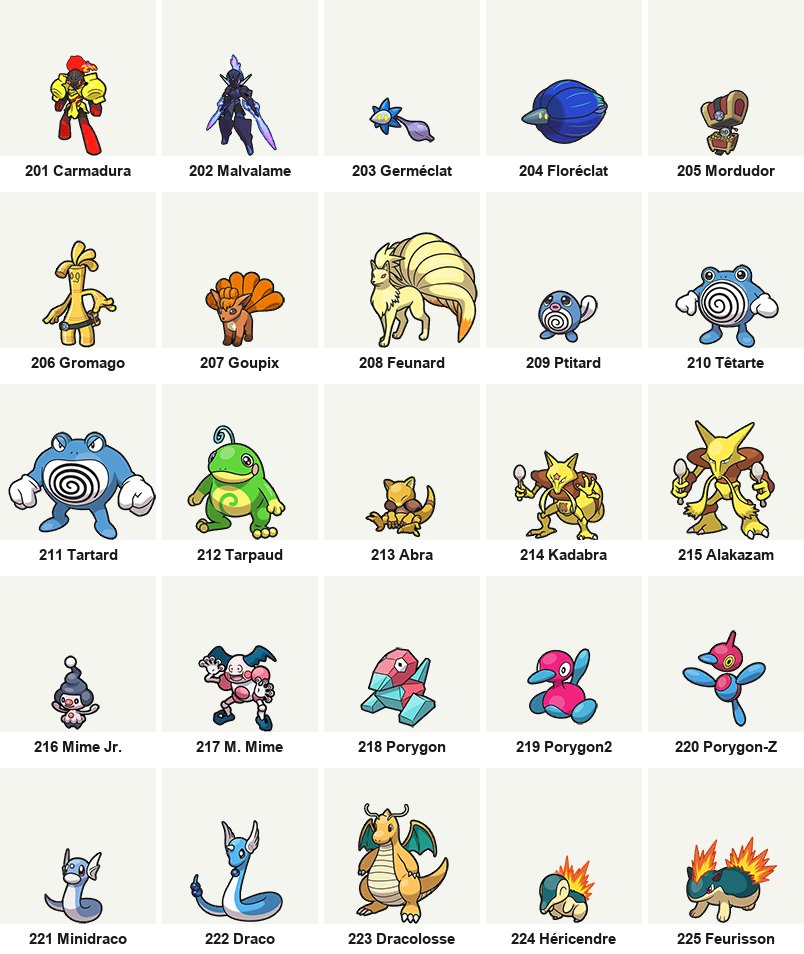 201 Carmadura
202 Malvalame
203 Germéclat
204 Floréclat
205 Mordudor
206 Gromago
207 Goupix
208 Feunard
209 Ptitard
210 Têtarte
211 Tartard
212 Tarpaud
213 Abra
214 Kadabra
215 Alakazam
216 Mime Jr.
217 M. Mime
218 Porygon
219 Porygon2
220 Porygon-Z
221 Minidraco
222 Draco
223 Dracolosse
224 Héricendre
225 Feurisson